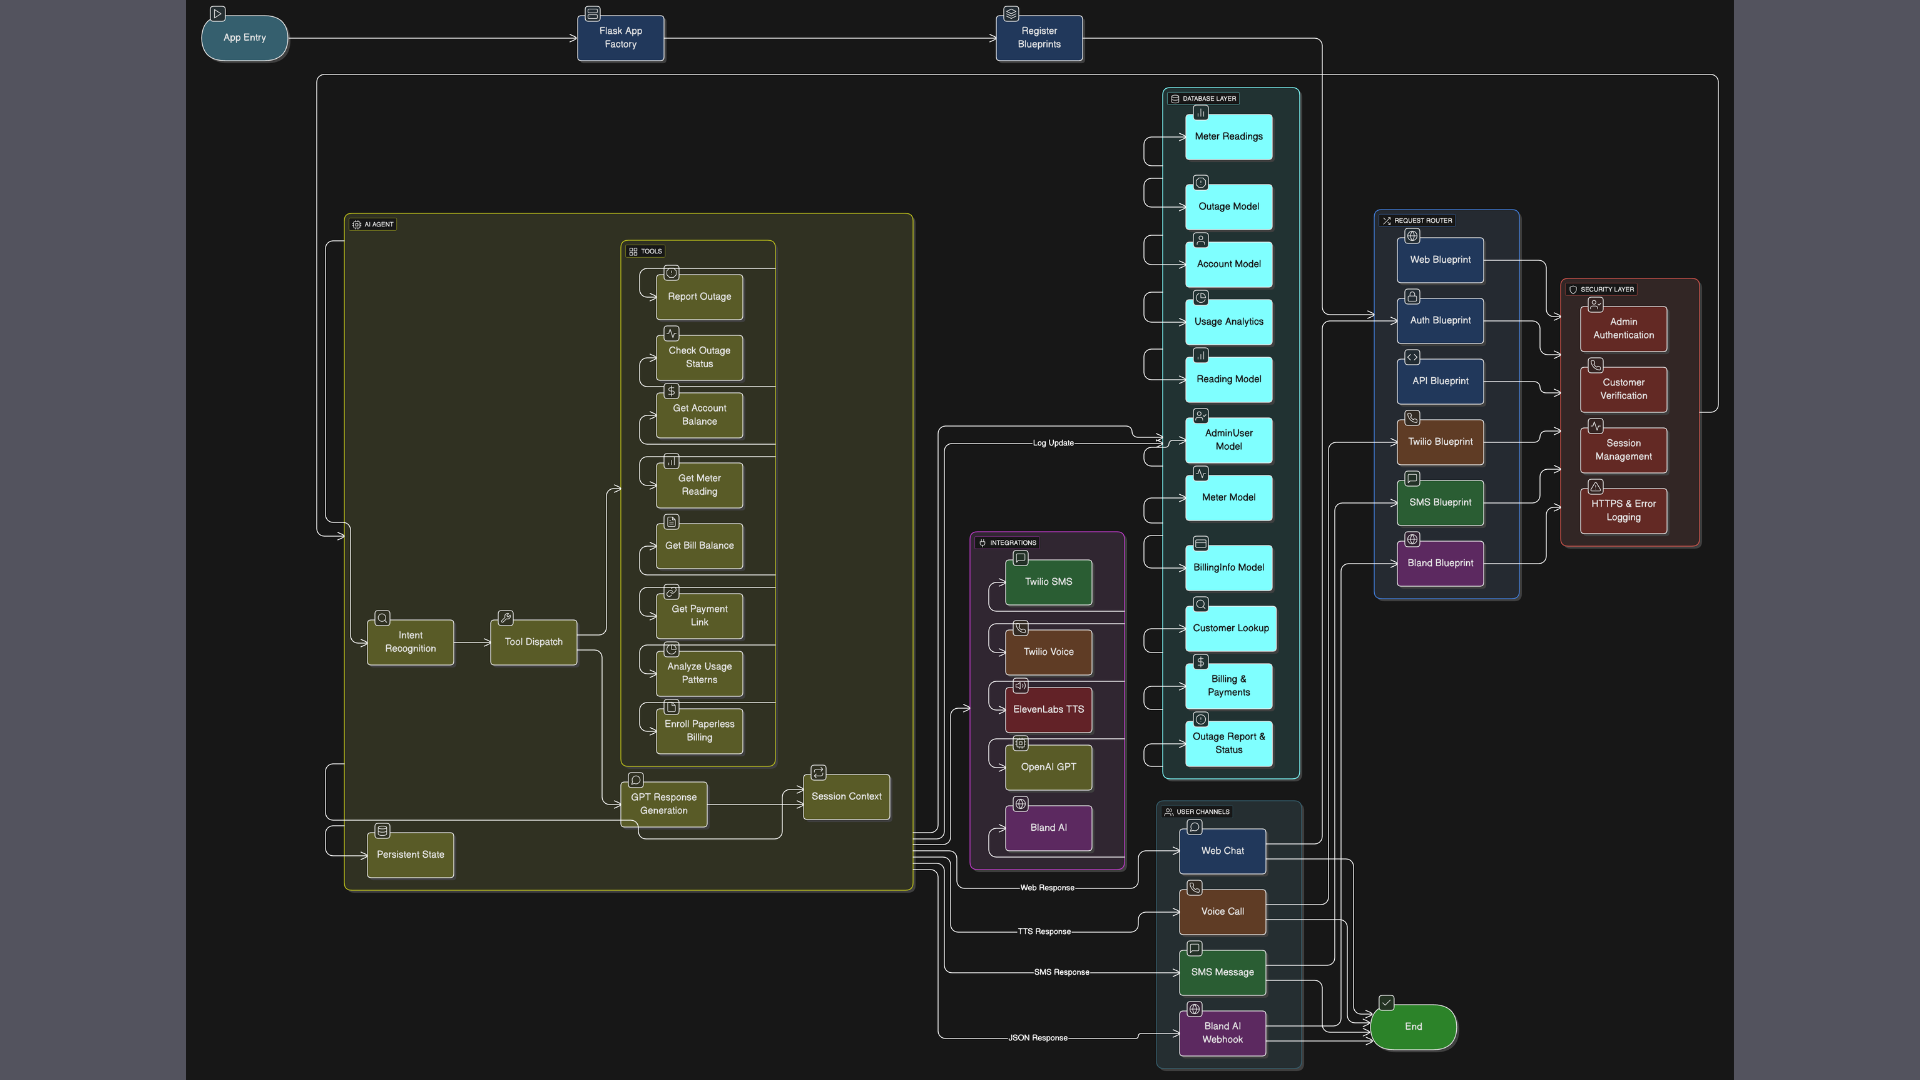 App Entry
Flask App
Factory
Register
Blueprints
DATABASE LAYER
Meter Readings
Outage Model
Account Model
Usage Analytics
Reading Model
AdminUser
Model
Meter Model
BillingInfo Model
Customer Lookup
Billing &
Payments
Outage Report &
Status
REQUEST ROUTER
Web Blueprint
Auth Blueprint
API Blueprint
Twilio Blueprint
SMS Blueprint
Bland Blueprint
SECURITY LAYER
Admin
Authentication
Customer
Verification
Session
Management
HTTPS & Error
Logging
AI AGENT
TOOLS
Report Outage
Check Outage
Status
Get Account
Balance
Get Meter
Reading
Get Bill Balance
Get Payment
Link
Analyze Usage
Patterns
Enroll Paperless
Billing
Intent
Recognition
Tool Dispatch
GPT Response
Generation
Session Context
Persistent State
Log Update
INTEGRATIONS
Twilio SMS
Twilio Voice
ElevenLabs TTS
OpenAI GPT
Bland AI
Web Response
TTS Response
SMS Response
JSON Response
USER CHANNELS
Web Chat
Voice Call
SMS Message
Bland AI
Webhook
End